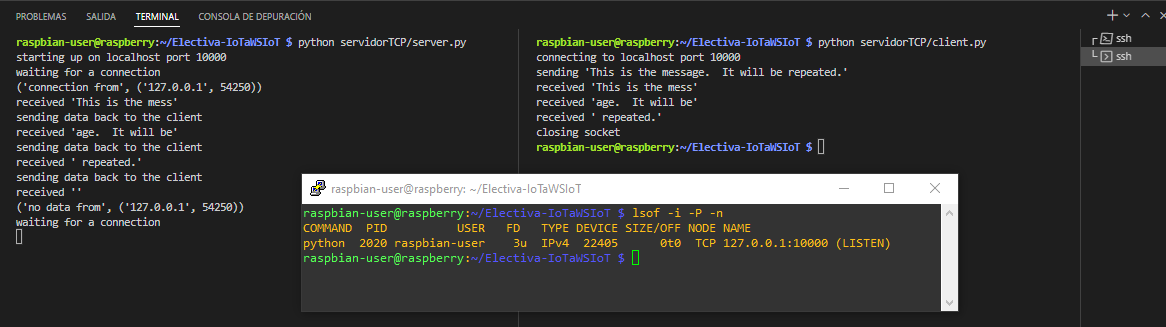 PROBLEMAS SALIDA TERMINAL CONSOLA DE DEPURACIÓN
raspbian-user@raspberry:~/Electiva-IoTaWSIoT $ python servidorTCP/server.py
starting up on localhost port 10000
waiting for a connection
('connection from', ('127.0.0.1', 54250))
received 'This is the mess'
sending data back to the client
received 'age.  It will be'
sending data back to the client
received ' repeated.'
sending data back to the client
received ''
('no data from', ('127.0.0.1', 54250))
waiting for a connection
raspbian-user@raspberry:~/Electiva-IoTaWSIoT $ python servidorTCP/client.py
connecting to localhost port 10000
sending 'This is the message.  It will be repeated.'
received 'This is the mess'
received 'age.  It will be'
received ' repeated.'
closing socket
raspbian-user@raspberry:~/Electiva-IoTaWSIoT $
ssh
ssh
raspbian-user@raspberry: ~/Electiva-IoTaWSIoT
raspbian-user@raspberry:~/Electiva-IoTaWSIoT $ lsof -i -P -n
COMMAND  PID          USER   FD   TYPE DEVICE SIZE/OFF NODE NAME
python  2020 raspbian-user    3u  IPv4  22405      0t0  TCP 127.0.0.1:10000 (LISTEN)
raspbian-user@raspberry:~/Electiva-IoTaWSIoT $